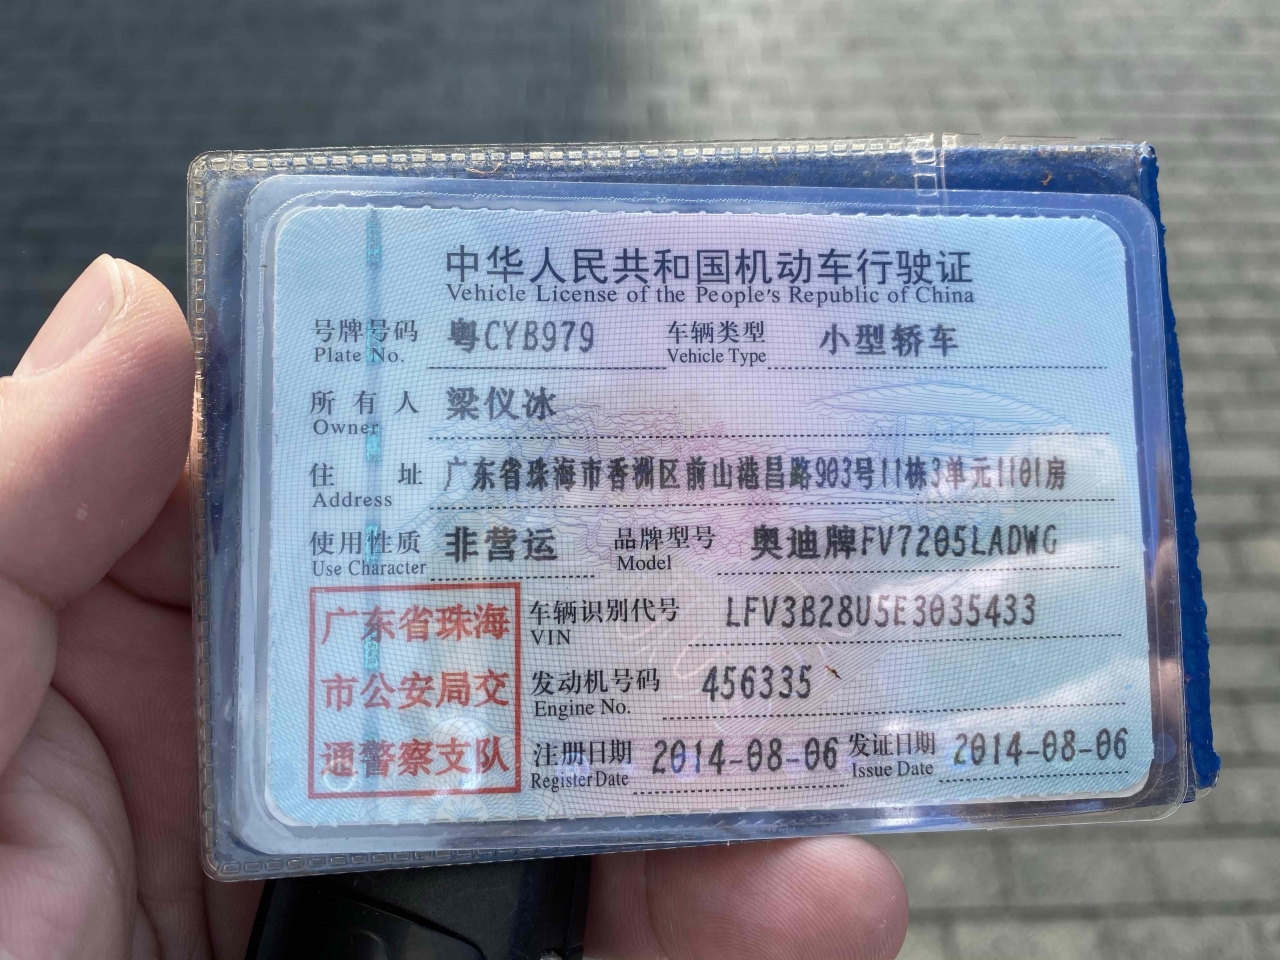 中华人民共和国机动车行驶证
Vehicle License of the People's Republic of China
号牌号码 粤CYB979 车辆类型 小型轿车
Plate No. Vehicle Type
所有人 梁仪冰
Owner
住址 广东省珠海市香洲区前山港昌路903号11栋3单元1101房
Address
使用性质 非营运 品牌型号 奥迪牌FV7205LADWG
Use Character Model
广东省珠海
市公安局交
通警察支队
车辆识别代号 LFV3B28U5E3035433
VIN
发动机号码 456335
Engine No.
注册日期 2014-08-06 发证日期 2014-08-06
Register Date Issue Date